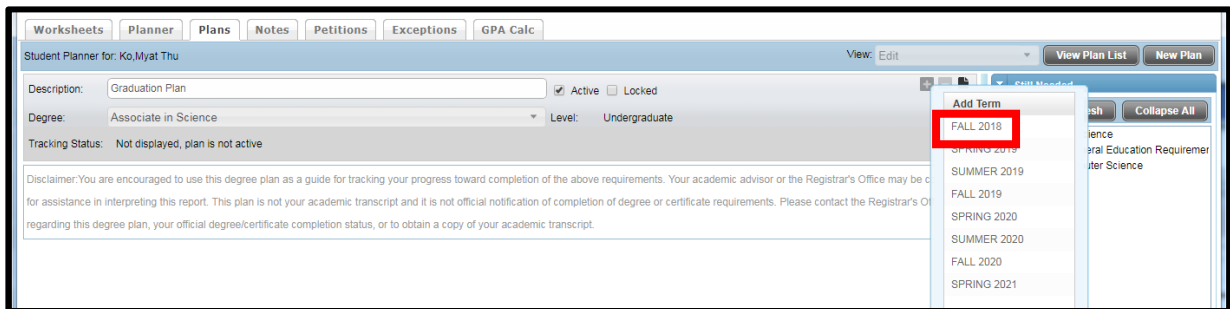 Worksheets Planner Plans Notes Petitions Exceptions GPA Calc
Student Planner for: Ko,Myat Thu View: Edit View Plan List New Plan
Description: Graduation Plan Active Locked Still Needed
Degree: Associate in Science Level: Undergraduate Collapse All
Tracking Status: Not displayed, plan is not active
Disclaimer:You are encouraged to use this degree plan as a guide for tracking your progress toward completion of the above requirements. Your academic advisor or the Registrar's Office may be c
for assistance in interpreting this report. This plan is not your academic transcript and it is not official notification of completion of degree or certificate requirements. Please contact the Registrar's Of
regarding this degree plan, your official degree/certificate completion status, or to obtain a copy of your academic transcript.
Add Term
FALL 2018
SPRING 2019
SUMMER 2019
FALL 2019
SPRING 2020
SUMMER 2020
FALL 2020
SPRING 2021
esh
ience
eral Education Requiremen
uter Science